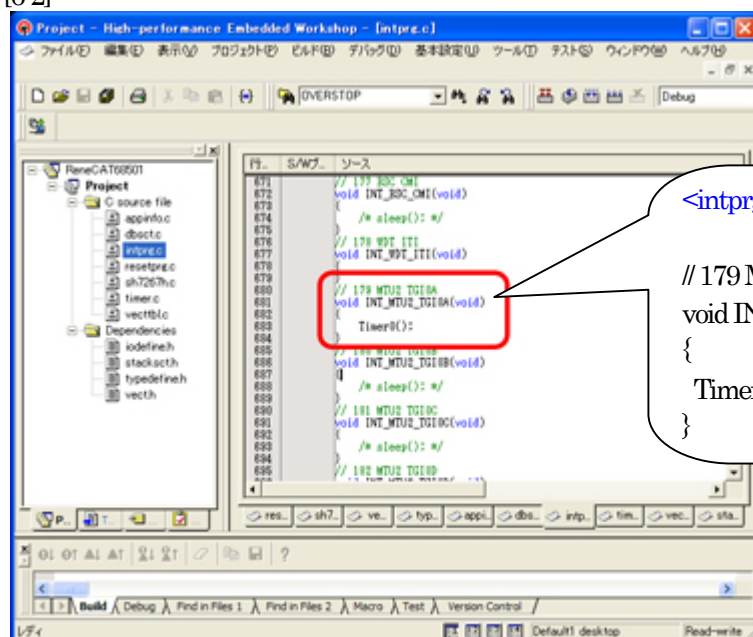 Project - High-performance Embedded Workshop - [intprg.c]
ファイル(F) 編集(E) 表示(V) プロジェクト(P) ビルド(B) デバッグ(D) 基本設定(U) ツール(T) テスト(S) ウィンドウ(W) ヘルプ(H)
OVERSTOP
Debug
ReneCAT68501
Project
C source file
appinfo.c
dbsct.c
intprg.c
resetprg.c
sh7267h.c
timer.c
vecttbl.c
Dependencies
iodefine.h
stacksct.h
typedefine.h
vect.h
行... S/Wブ... ソース
671 // 177 BSC CMI
672 void INT_BSC_CMI(void)
673 {
674 /* sleep(); */
675 }
676 // 178 WDT ITI
677 void INT_WDT_ITI(void)
678 {
679 }
680 // 179 MTU2 TGI0A
681 void INT_MTU2_TGI0A(void)
682 {
683 Timer0();
684 }
685 // 180 MTU2 TGI0B
686 void INT_MTU2_TGI0B(void)
687 {
688 /* sleep(); */
689 }
690 // 181 MTU2 TGI0C
691 void INT_MTU2_TGI0C(void)
692 {
693 /* sleep(); */
694 }
695 // 182 MTU2 TGI0D
<intprg
// 179 M
void IN
{
Timer
}
P... T...
res... sh7... ve... typ... appi... dbs... intp... tim... vec... sta...
Build Debug Find in Files 1 Find in Files 2 Macro Test Version Control
レディ Default1 desktop Read-write